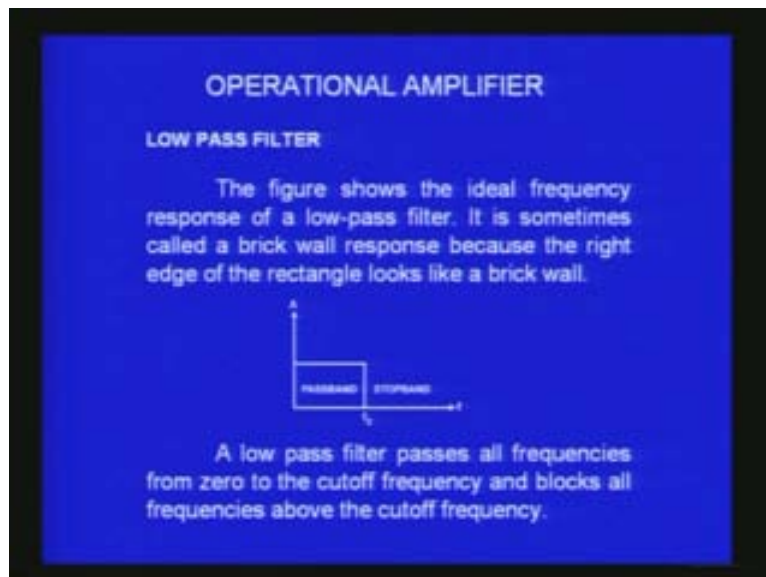 OPERATIONAL AMPLIFIER
LOW PASS FILTER
The figure shows the ideal frequency
response of a low-pass filter. It is sometimes
called a brick wall response because the right
edge of the rectangle looks like a brick wall.
A
PASSBAND STOPBAND
f
A low pass filter passes all frequencies
from zero to the cutoff frequency and blocks all
frequencies above the cutoff frequency.